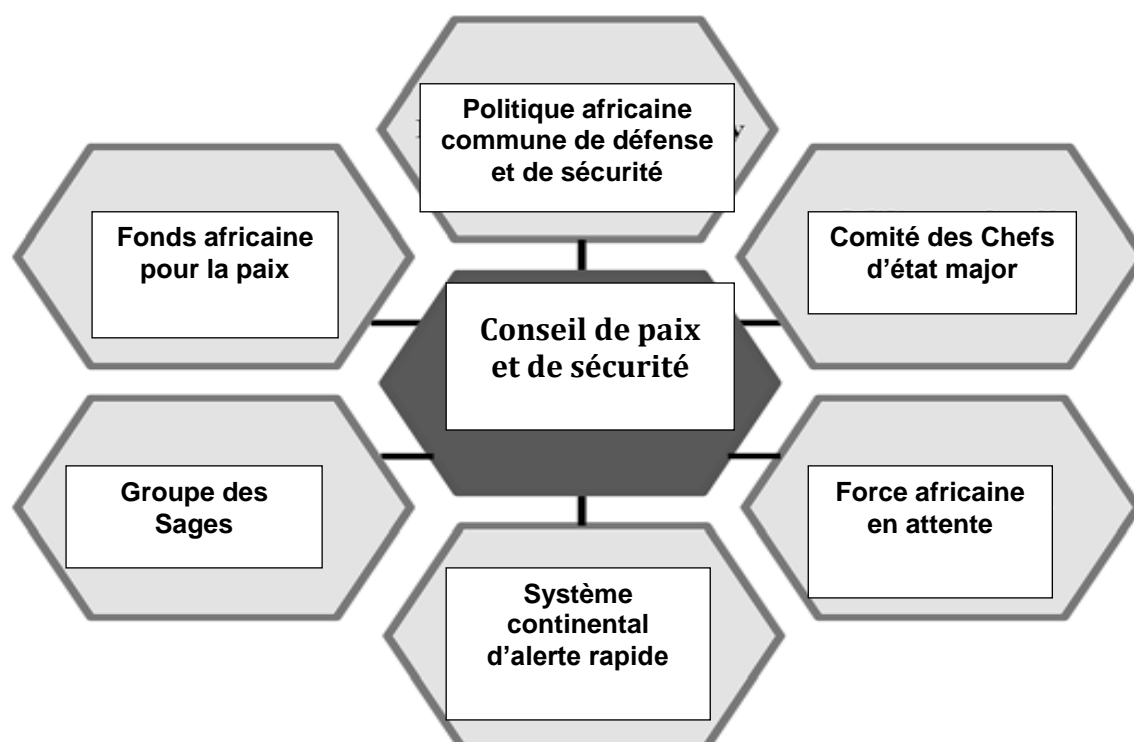 Politique africaine
commune de défense
et de sécurité
Fonds africaine
pour la paix
Comité des Chefs
d’état major
Conseil de paix
et de sécurité
Groupe des
Sages
Force africaine
en attente
Système
continental
d’alerte rapide